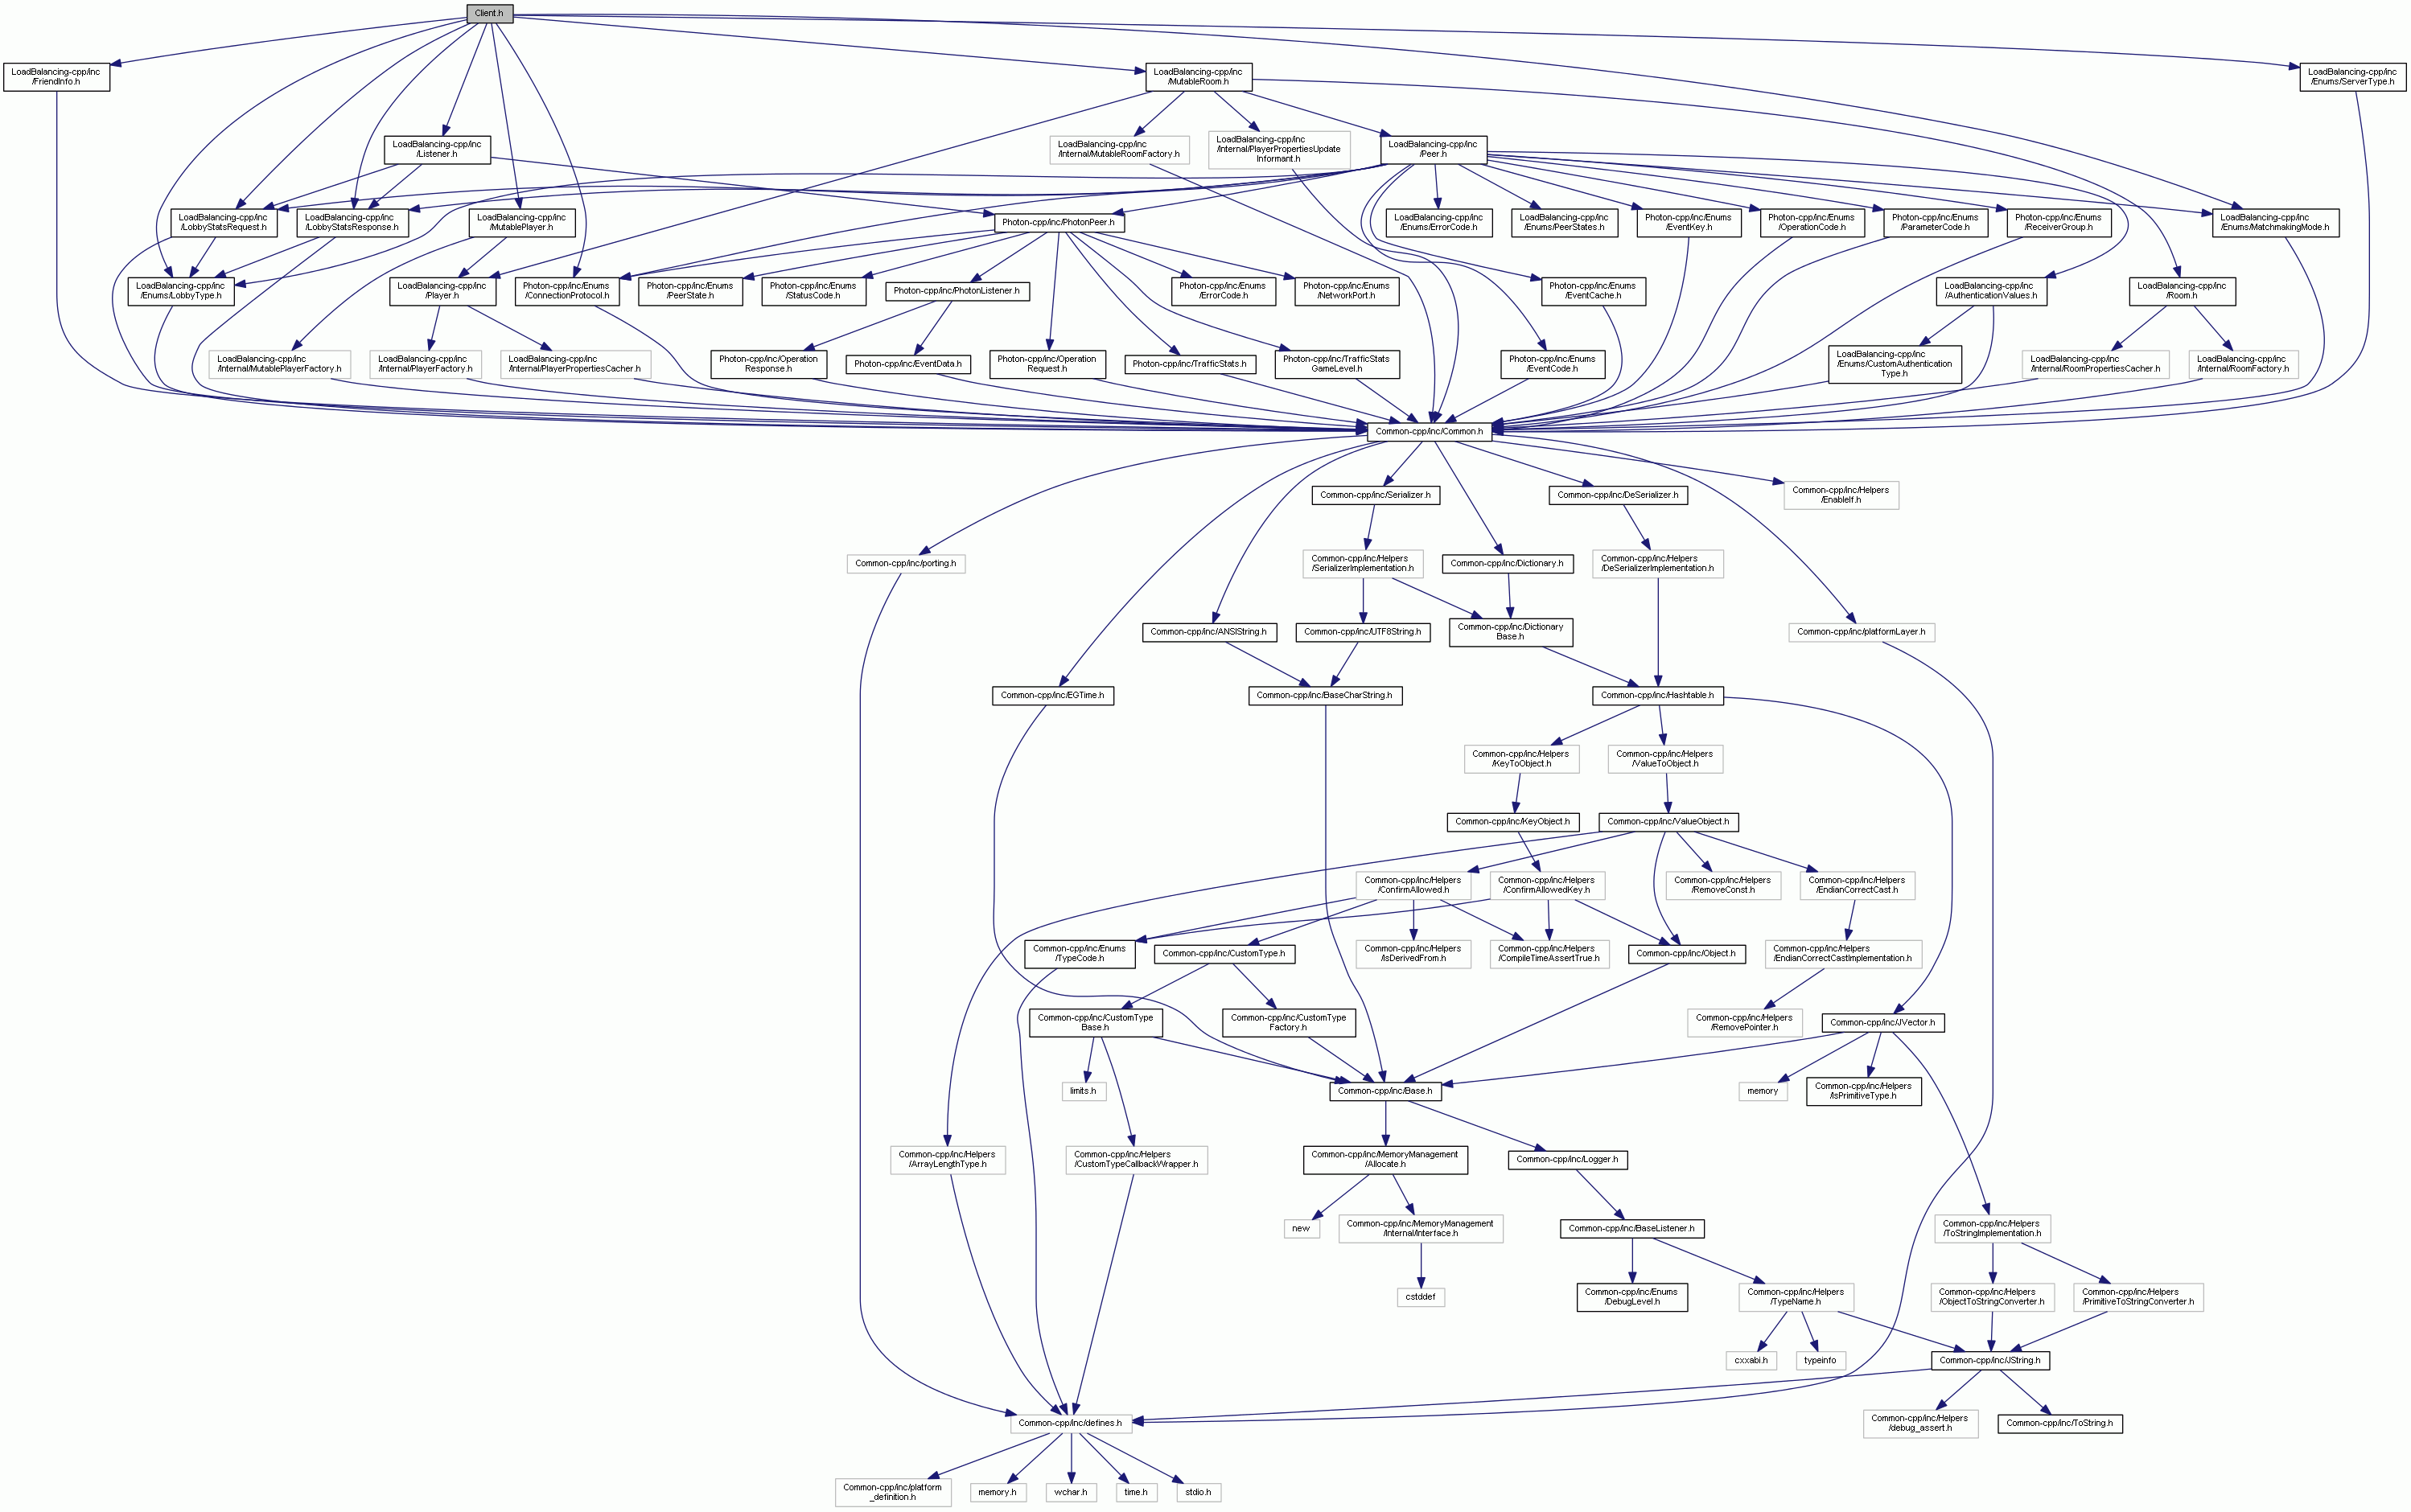 Client.h
LoadBalancing-cpp/inc
/FriendInfo.h
LoadBalancing-cpp/inc
/MutableRoom.h
LoadBalancing-cpp/inc
/Enums/ServerType.h
LoadBalancing-cpp/inc
/Listener.h
LoadBalancing-cpp/inc
/Internal/MutableRoomFactory.h
LoadBalancing-cpp/inc
/Internal/PlayerPropertiesUpdate
Informant.h
LoadBalancing-cpp/inc
/Peer.h
LoadBalancing-cpp/inc
/LobbyStatsRequest.h
LoadBalancing-cpp/inc
/LobbyStatsResponse.h
LoadBalancing-cpp/inc
/MutablePlayer.h
Photon-cpp/inc/PhotonPeer.h
LoadBalancing-cpp/inc
/Enums/ErrorCode.h
LoadBalancing-cpp/inc
/Enums/PeerStates.h
Photon-cpp/inc/Enums
/EventKey.h
Photon-cpp/inc/Enums
/OperationCode.h
Photon-cpp/inc/Enums
/ParameterCode.h
Photon-cpp/inc/Enums
/ReceiverGroup.h
LoadBalancing-cpp/inc
/Enums/MatchmakingMode.h
LoadBalancing-cpp/inc
/Enums/LobbyType.h
LoadBalancing-cpp/inc
/Player.h
Photon-cpp/inc/Enums
/ConnectionProtocol.h
Photon-cpp/inc/Enums
/PeerState.h
Photon-cpp/inc/Enums
/StatusCode.h
Photon-cpp/inc/PhotonListener.h
Photon-cpp/inc/Enums
/ErrorCode.h
Photon-cpp/inc/Enums
/NetworkPort.h
Photon-cpp/inc/Enums
/EventCache.h
LoadBalancing-cpp/inc
/AuthenticationValues.h
LoadBalancing-cpp/inc
/Room.h
LoadBalancing-cpp/inc
/Internal/MutablePlayerFactory.h
LoadBalancing-cpp/inc
/Internal/PlayerFactory.h
LoadBalancing-cpp/inc
/Internal/PlayerPropertiesCacher.h
Photon-cpp/inc/Operation
Response.h
Photon-cpp/inc/EventData.h
Photon-cpp/inc/Operation
Request.h
Photon-cpp/inc/TrafficStats.h
Photon-cpp/inc/TrafficStats
GameLevel.h
Photon-cpp/inc/Enums
/EventCode.h
LoadBalancing-cpp/inc
/Enums/CustomAuthentication
Type.h
LoadBalancing-cpp/inc
/Internal/RoomPropertiesCacher.h
LoadBalancing-cpp/inc
/Internal/RoomFactory.h
Common-cpp/inc/Common.h
Common-cpp/inc/Serializer.h
Common-cpp/inc/DeSerializer.h
Common-cpp/inc/Helpers
/EnableIf.h
Common-cpp/inc/porting.h
Common-cpp/inc/Helpers
/SerializerImplementation.h
Common-cpp/inc/Dictionary.h
Common-cpp/inc/Helpers
/DeSerializerImplementation.h
Common-cpp/inc/ANSIString.h
Common-cpp/inc/UTF8String.h
Common-cpp/inc/Dictionary
Base.h
Common-cpp/inc/platformLayer.h
Common-cpp/inc/EGTime.h
Common-cpp/inc/BaseCharString.h
Common-cpp/inc/Hashtable.h
Common-cpp/inc/Helpers
/KeyToObject.h
Common-cpp/inc/Helpers
/ValueToObject.h
Common-cpp/inc/KeyObject.h
Common-cpp/inc/ValueObject.h
Common-cpp/inc/Helpers
/ConfirmAllowed.h
Common-cpp/inc/Helpers
/ConfirmAllowedKey.h
Common-cpp/inc/Helpers
/RemoveConst.h
Common-cpp/inc/Helpers
/EndianCorrectCast.h
Common-cpp/inc/Enums
/TypeCode.h
Common-cpp/inc/CustomType.h
Common-cpp/inc/Helpers
/IsDerivedFrom.h
Common-cpp/inc/Helpers
/CompileTimeAssertTrue.h
Common-cpp/inc/Object.h
Common-cpp/inc/Helpers
/EndianCorrectCastImplementation.h
Common-cpp/inc/CustomType
Base.h
Common-cpp/inc/CustomType
Factory.h
Common-cpp/inc/Helpers
/RemovePointer.h
Common-cpp/inc/JVector.h
limits.h
Common-cpp/inc/Base.h
memory
Common-cpp/inc/Helpers
/IsPrimitiveType.h
Common-cpp/inc/Helpers
/ArrayLengthType.h
Common-cpp/inc/Helpers
/CustomTypeCallbackWrapper.h
Common-cpp/inc/MemoryManagement
/Allocate.h
Common-cpp/inc/Logger.h
new
Common-cpp/inc/MemoryManagement
/Internal/Interface.h
Common-cpp/inc/BaseListener.h
Common-cpp/inc/Helpers
/ToStringImplementation.h
cstddef
Common-cpp/inc/Enums
/DebugLevel.h
Common-cpp/inc/Helpers
/TypeName.h
Common-cpp/inc/Helpers
/ObjectToStringConverter.h
Common-cpp/inc/Helpers
/PrimitiveToStringConverter.h
cxxabi.h
typeinfo
Common-cpp/inc/JString.h
Common-cpp/inc/defines.h
Common-cpp/inc/Helpers
/debug_assert.h
Common-cpp/inc/ToString.h
Common-cpp/inc/platform
_definition.h
memory.h
wchar.h
time.h
stdio.h